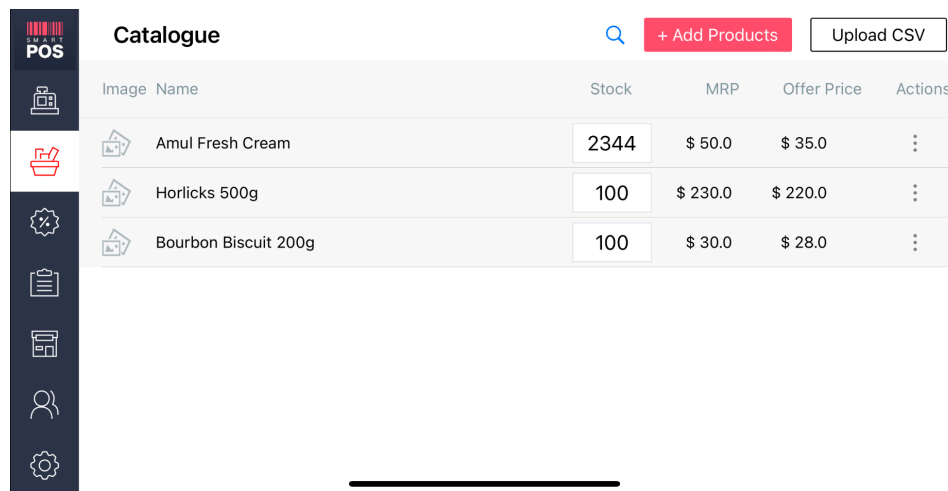 SMART
POS
Catalogue
+ Add Products
Upload CSV
Image Name Stock MRP Offer Price Actions
Amul Fresh Cream 2344 $ 50.0 $ 35.0
Horlicks 500g 100 $ 230.0 $ 220.0
Bourbon Biscuit 200g 100 $ 30.0 $ 28.0